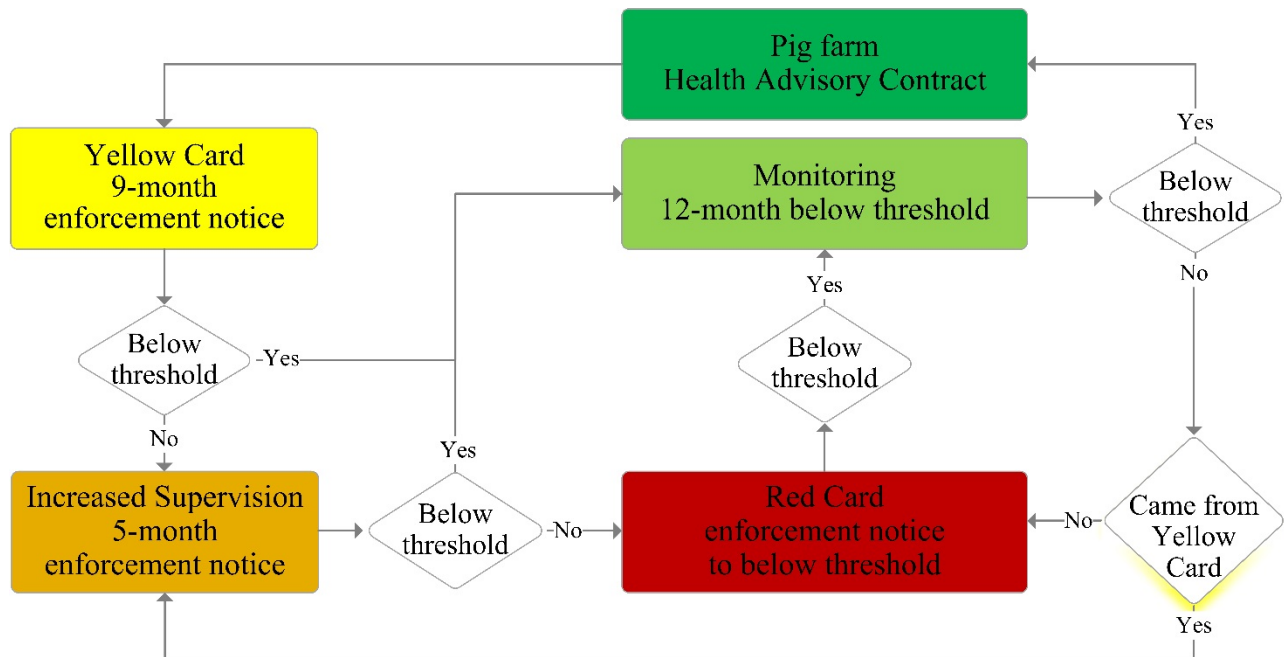 Pig farm
Health Advisory Contract
Yes
Yellow Card
9-month
enforcement notice
Monitoring
12-month below threshold
Below
threshold
No
Yes
Below
threshold
Yes
Below
threshold
No
Yes
Increased Supervision
5-month
enforcement notice
Below
threshold
No
Red Card
enforcement notice
to below threshold
No
Came from
Yellow
Card
Yes